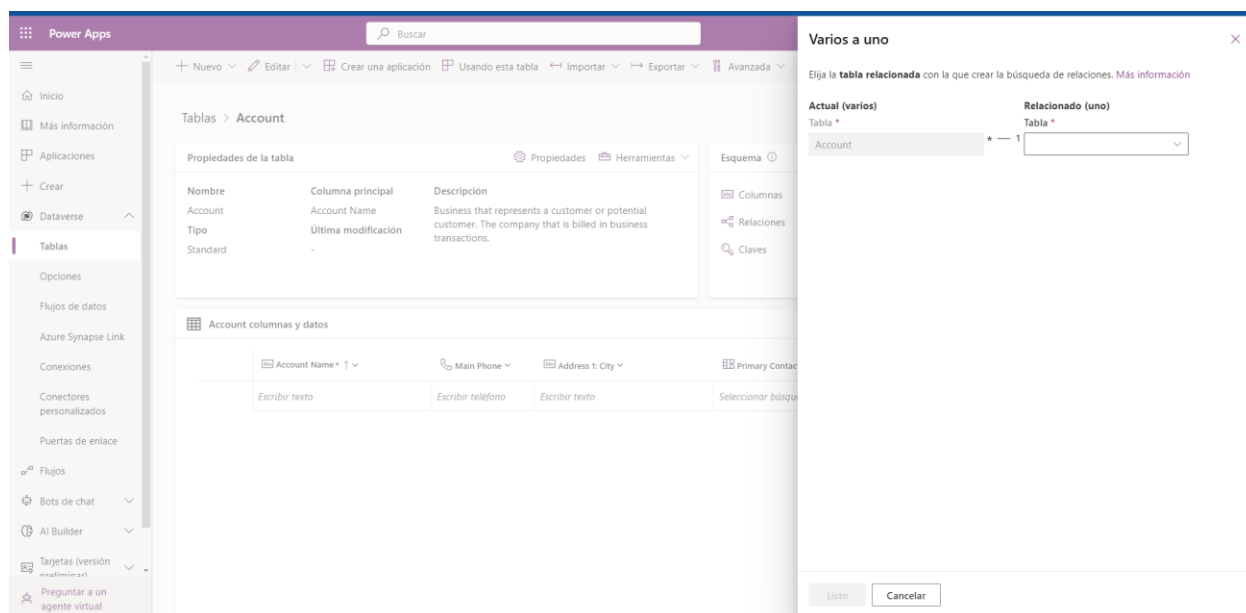 Power Apps
Buscar
Nuevo
Editar
Crear una aplicación
Usando esta tabla
Importar
Exportar
Avanzada
Inicio
Más información
Aplicaciones
Crear
Dataverse
Tablas
Opciones
Flujos de datos
Azure Synapse Link
Conexiones
Conectores
personalizados
Puertas de enlace
Flujos
Bots de chat
AI Builder
Tarjetas (versión
preliminar)
Preguntar a un
agente virtual
Tablas > Account
Propiedades de la tabla
Propiedades
Herramientas
Nombre
Account
Tipo
Standard
Columna principal
Account Name
Última modificación
-
Descripción
Business that represents a customer or potential
customer. The company that is billed in business
transactions.
Esquema
Columnas
Relaciones
Claves
Account columnas y datos
Account Name *
Main Phone
Address 1: City
Primary Contac
Escribir texto
Escribir teléfono
Escribir texto
Seleccionar búsqu
Varios a uno
Elija la tabla relacionada con la que crear la búsqueda de relaciones. Más información
Actual (varios)
Tabla *
Account
* — 1
Relacionado (uno)
Tabla *
Listo
Cancelar